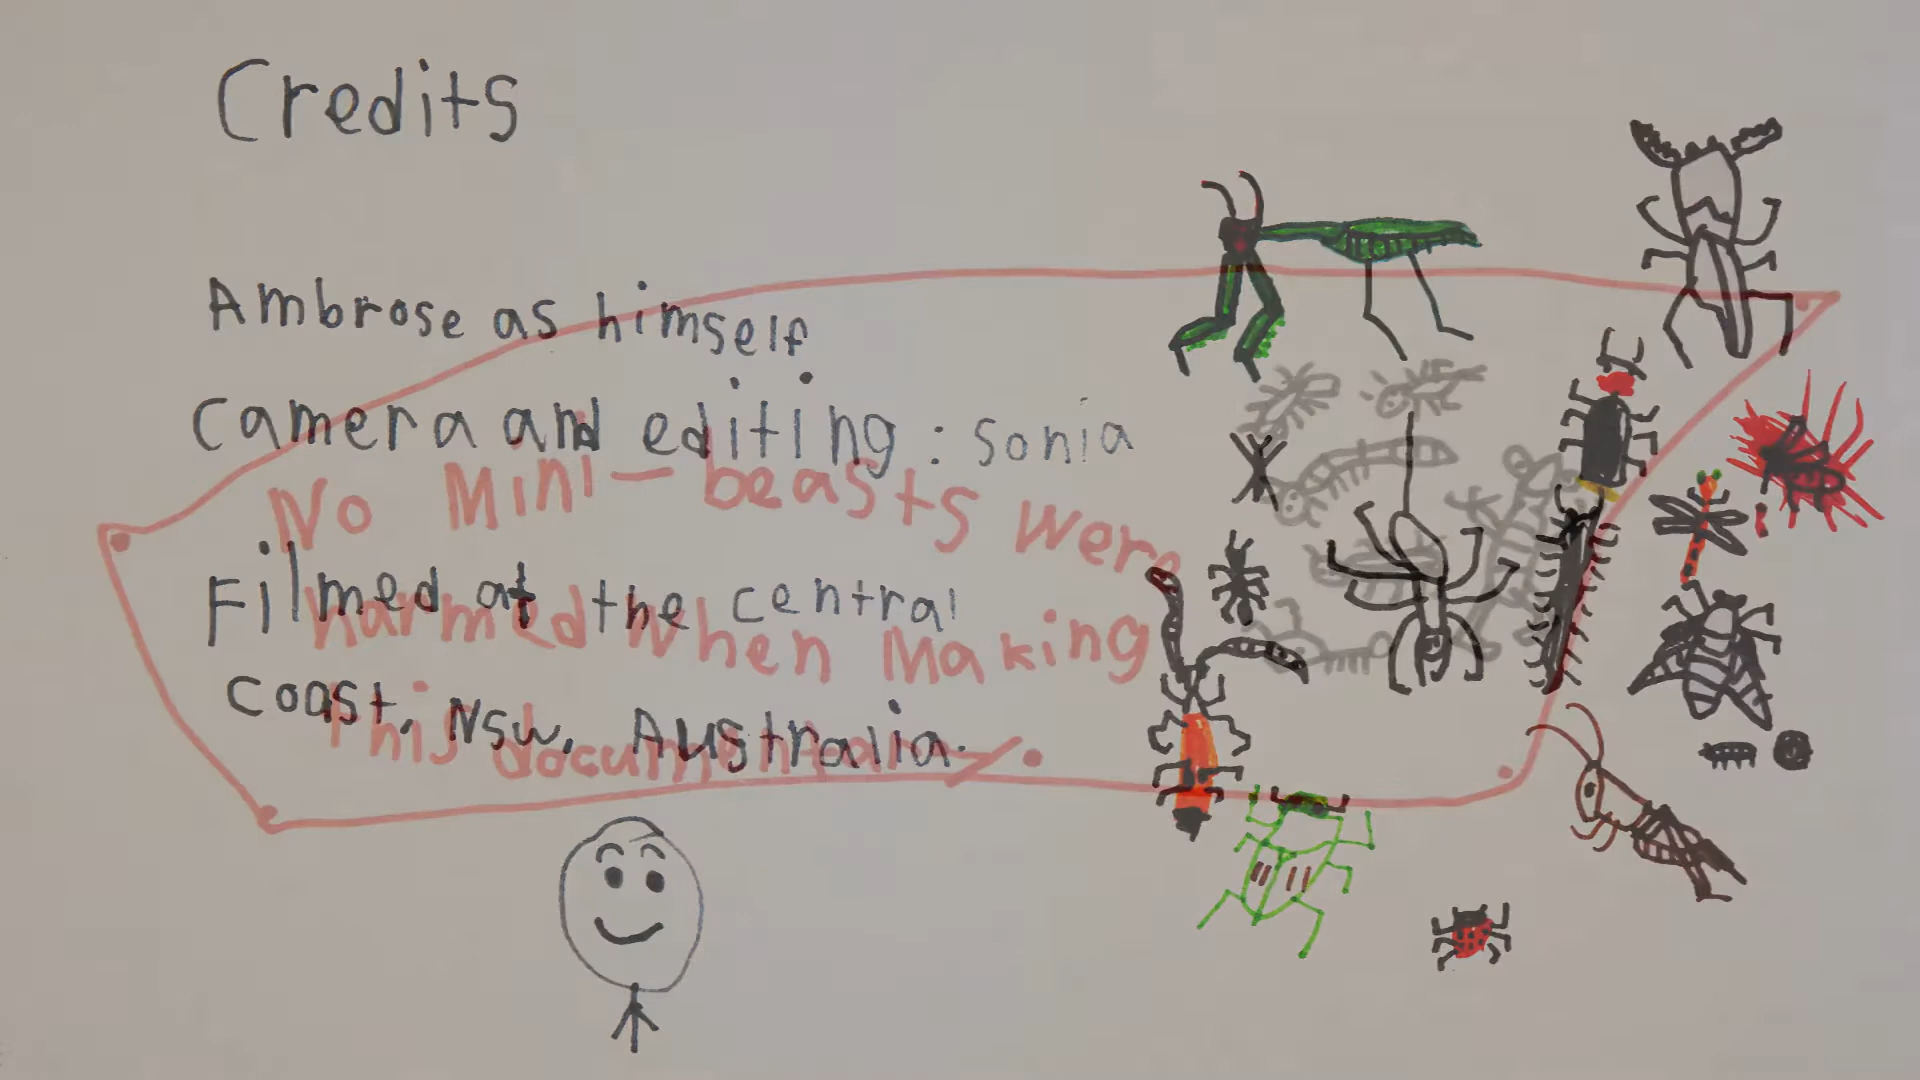 Credits
Ambrose as himself
Camera and editing : Sonia
Filmed at the central
Coast, NSW, Australia.
No Mini-beasts were
harmed when Making
this documentary.